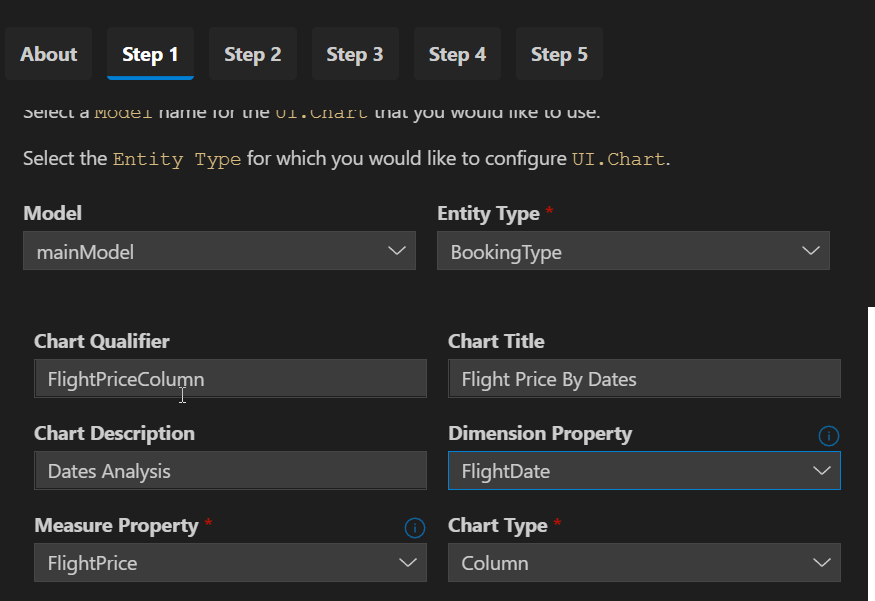 About Step 1 Step 2 Step 3 Step 4 Step 5
Select a Model name for the UI.Chart that you would like to use.
Select the Entity Type for which you would like to configure UI.Chart.
Model Entity Type *
mainModel BookingType
Chart Qualifier Chart Title
FlightPriceColumn Flight Price By Dates
Chart Description Dimension Property
Dates Analysis FlightDate
Measure Property * Chart Type *
FlightPrice Column